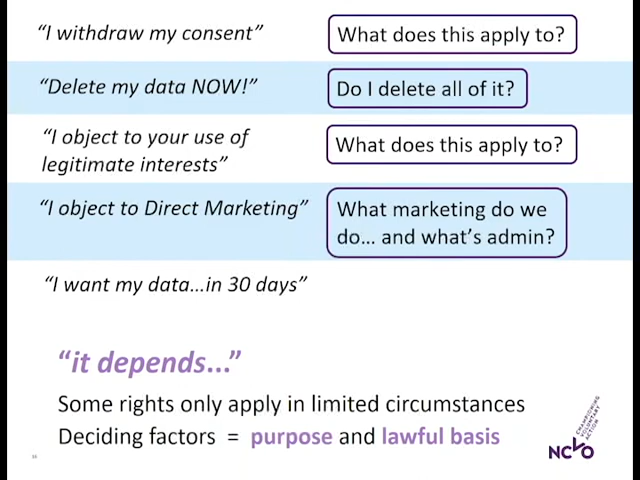 “I withdraw my consent”
What does this apply to?
“Delete my data NOW!”
Do I delete all of it?
“I object to your use of
legitimate interests”
What does this apply to?
“I object to Direct Marketing”
What marketing do we
do… and what’s admin?
“I want my data…in 30 days”
“it depends...”
Some rights only apply in limited circumstances
Deciding factors = purpose and lawful basis
CHAMPIONING
VOLUNTARY
ACTION
NCVO